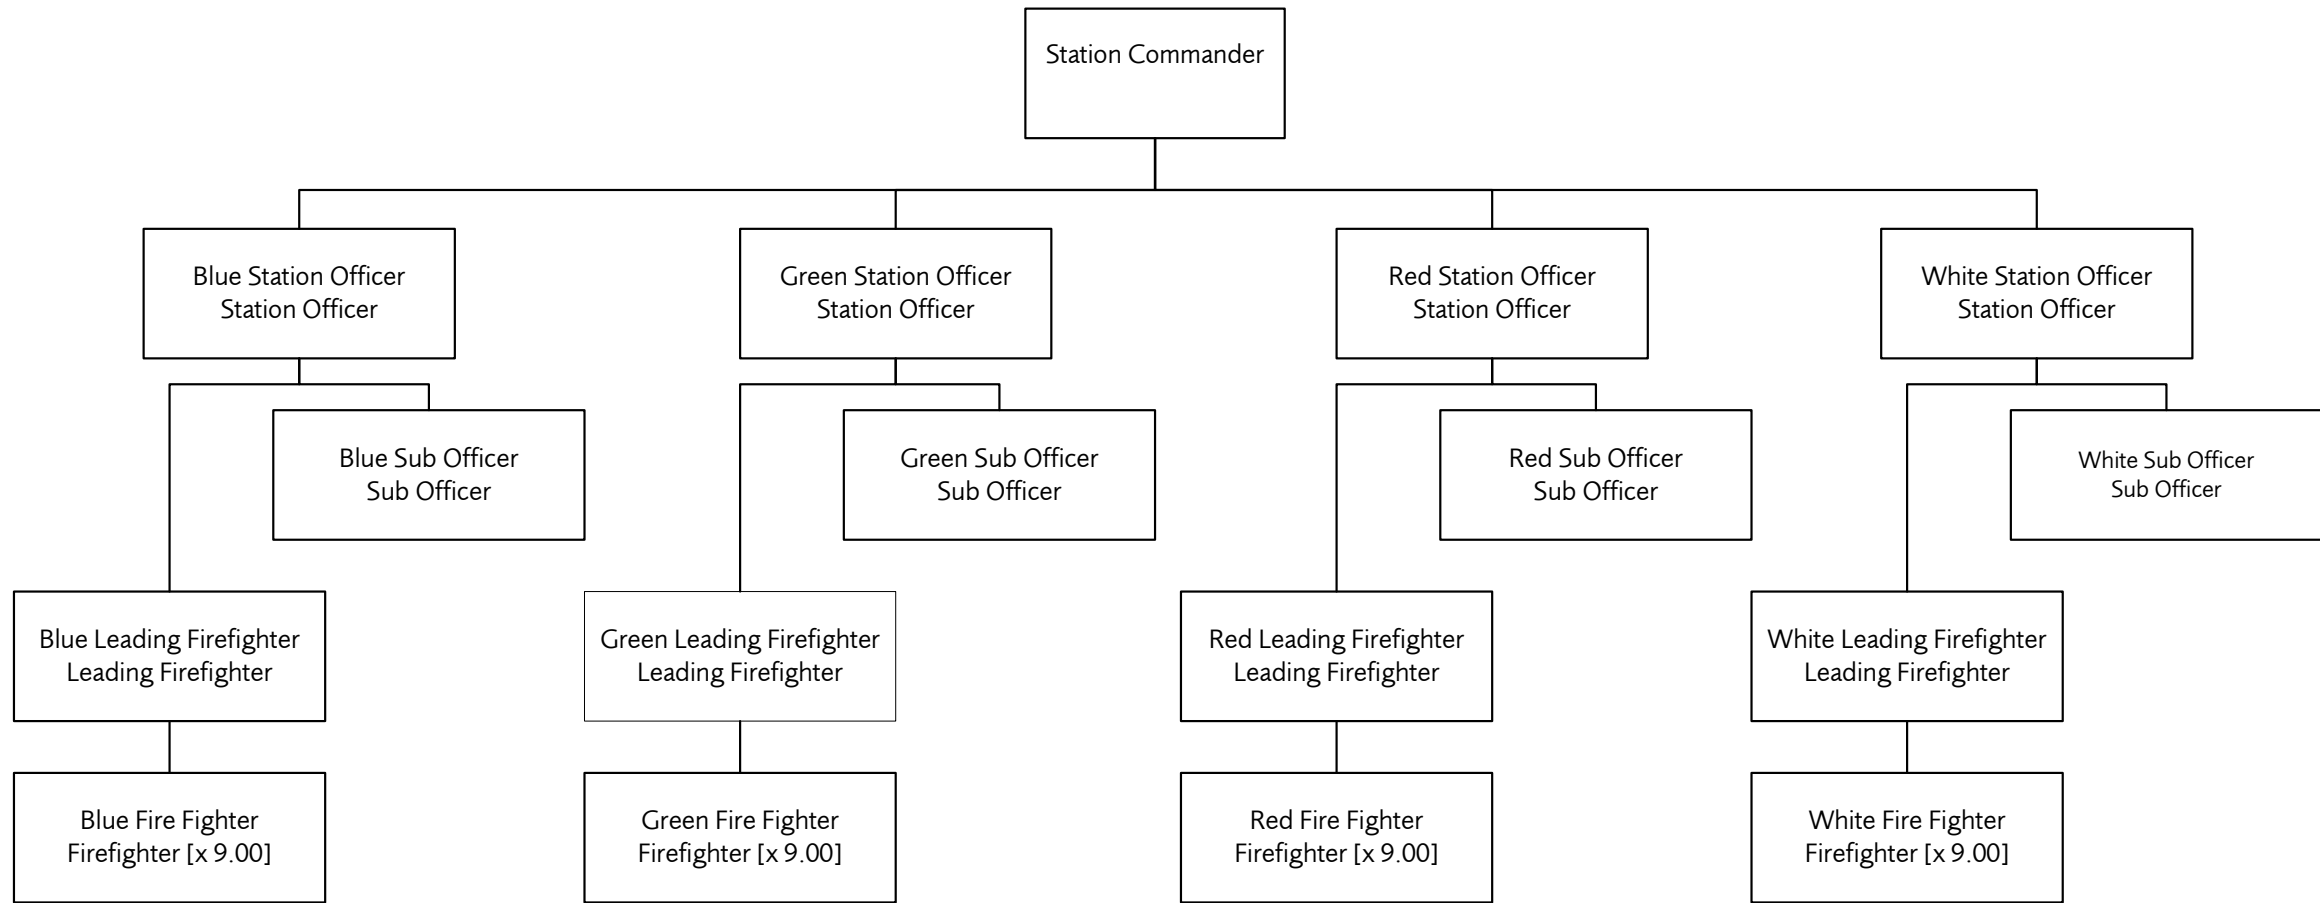 Station Commander
Blue Station Officer
Station Officer
Green Station Officer
Station Officer
Red Station Officer
Station Officer
White Station Officer
Station Officer
Blue Sub Officer
Sub Officer
Green Sub Officer
Sub Officer
Red Sub Officer
Sub Officer
White Sub Officer
Sub Officer
Blue Leading Firefighter
Leading Firefighter
Green Leading Firefighter
Leading Firefighter
Red Leading Firefighter
Leading Firefighter
White Leading Firefighter
Leading Firefighter
Blue Fire Fighter
Firefighter [x 9.00]
Green Fire Fighter
Firefighter [x 9.00]
Red Fire Fighter
Firefighter [x 9.00]
White Fire Fighter
Firefighter [x 9.00]